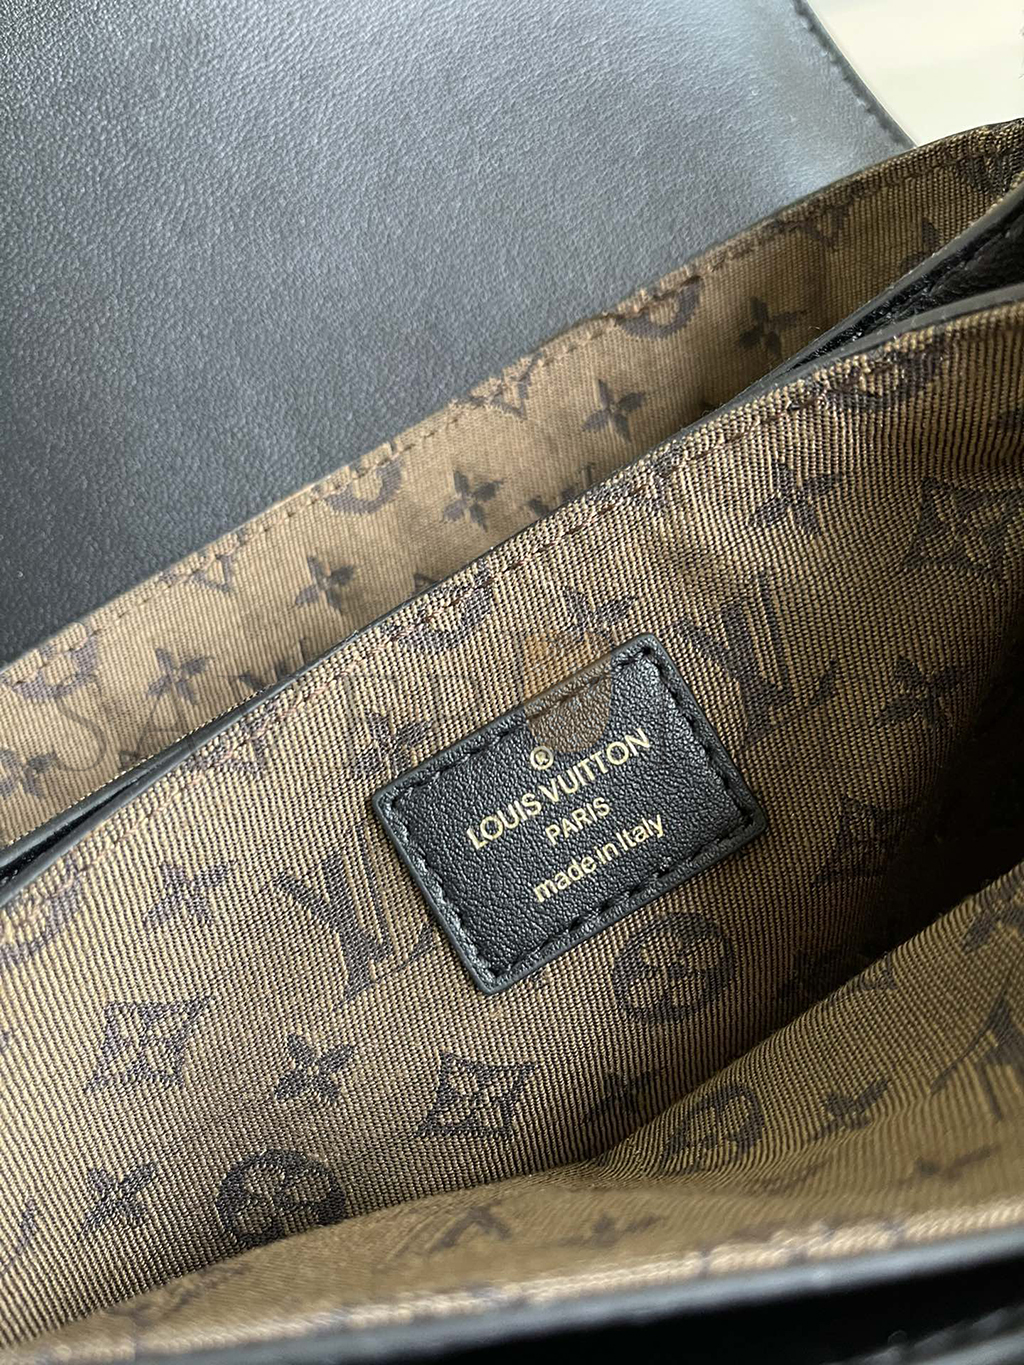 ®
LOUIS VUITTON
PARIS
made in Italy